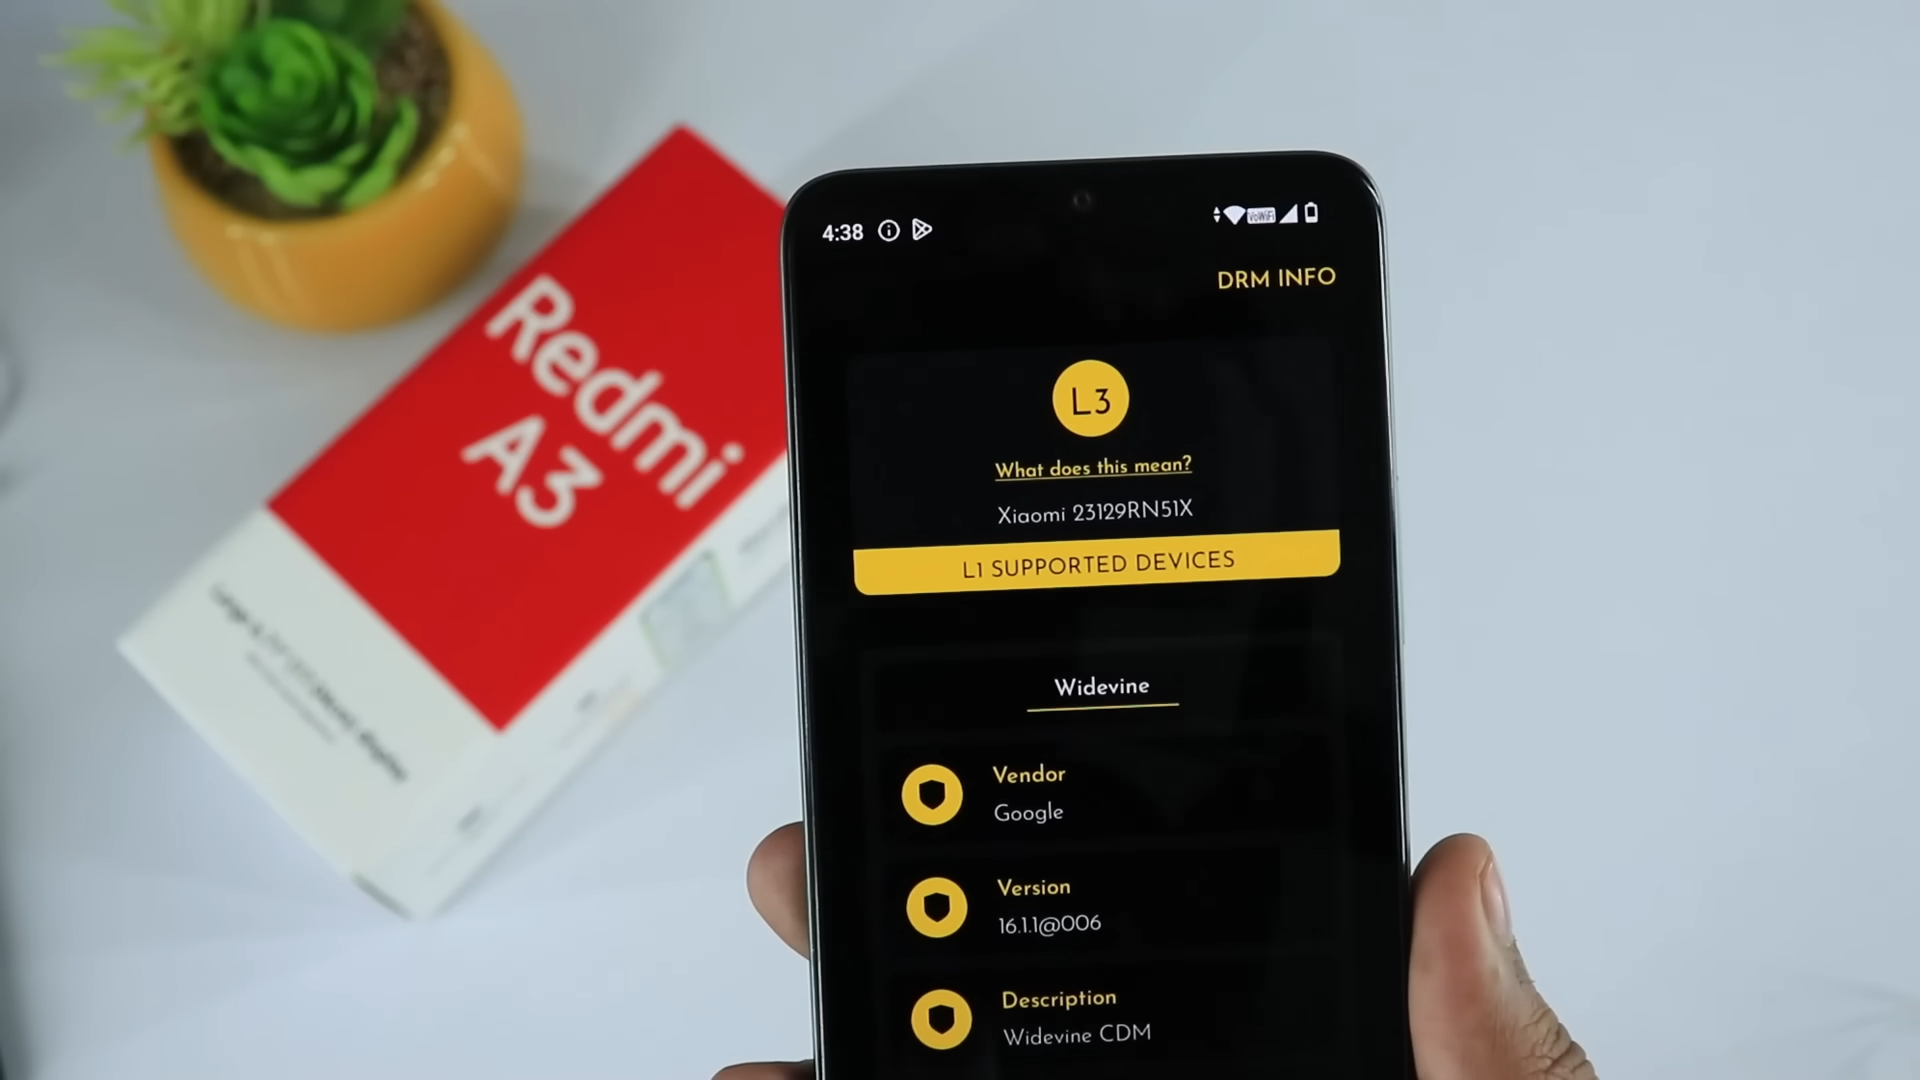 Redmi
A3
4:38
VoWiFi
DRM INFO
L3
What does this mean?
Xiaomi 23129RN51X
L1 SUPPORTED DEVICES
Widevine
Vendor
Google
Version
16.1.1@006
Description
Widevine CDM